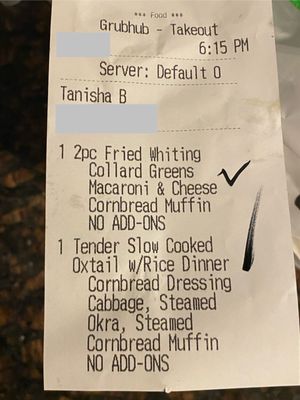 *** Food ***
Grubhub - Takeout
6:15 PM
Server: Default O
Tanisha B
1 2pc Fried Whiting
Collard Greens
Macaroni & Cheese
Cornbread Muffin
NO ADD-ONS
1 Tender Slow Cooked
Oxtail w/Rice Dinner
Cornbread Dressing
Cabbage, Steamed
Okra, Steamed
Cornbread Muffin
NO ADD-ONS